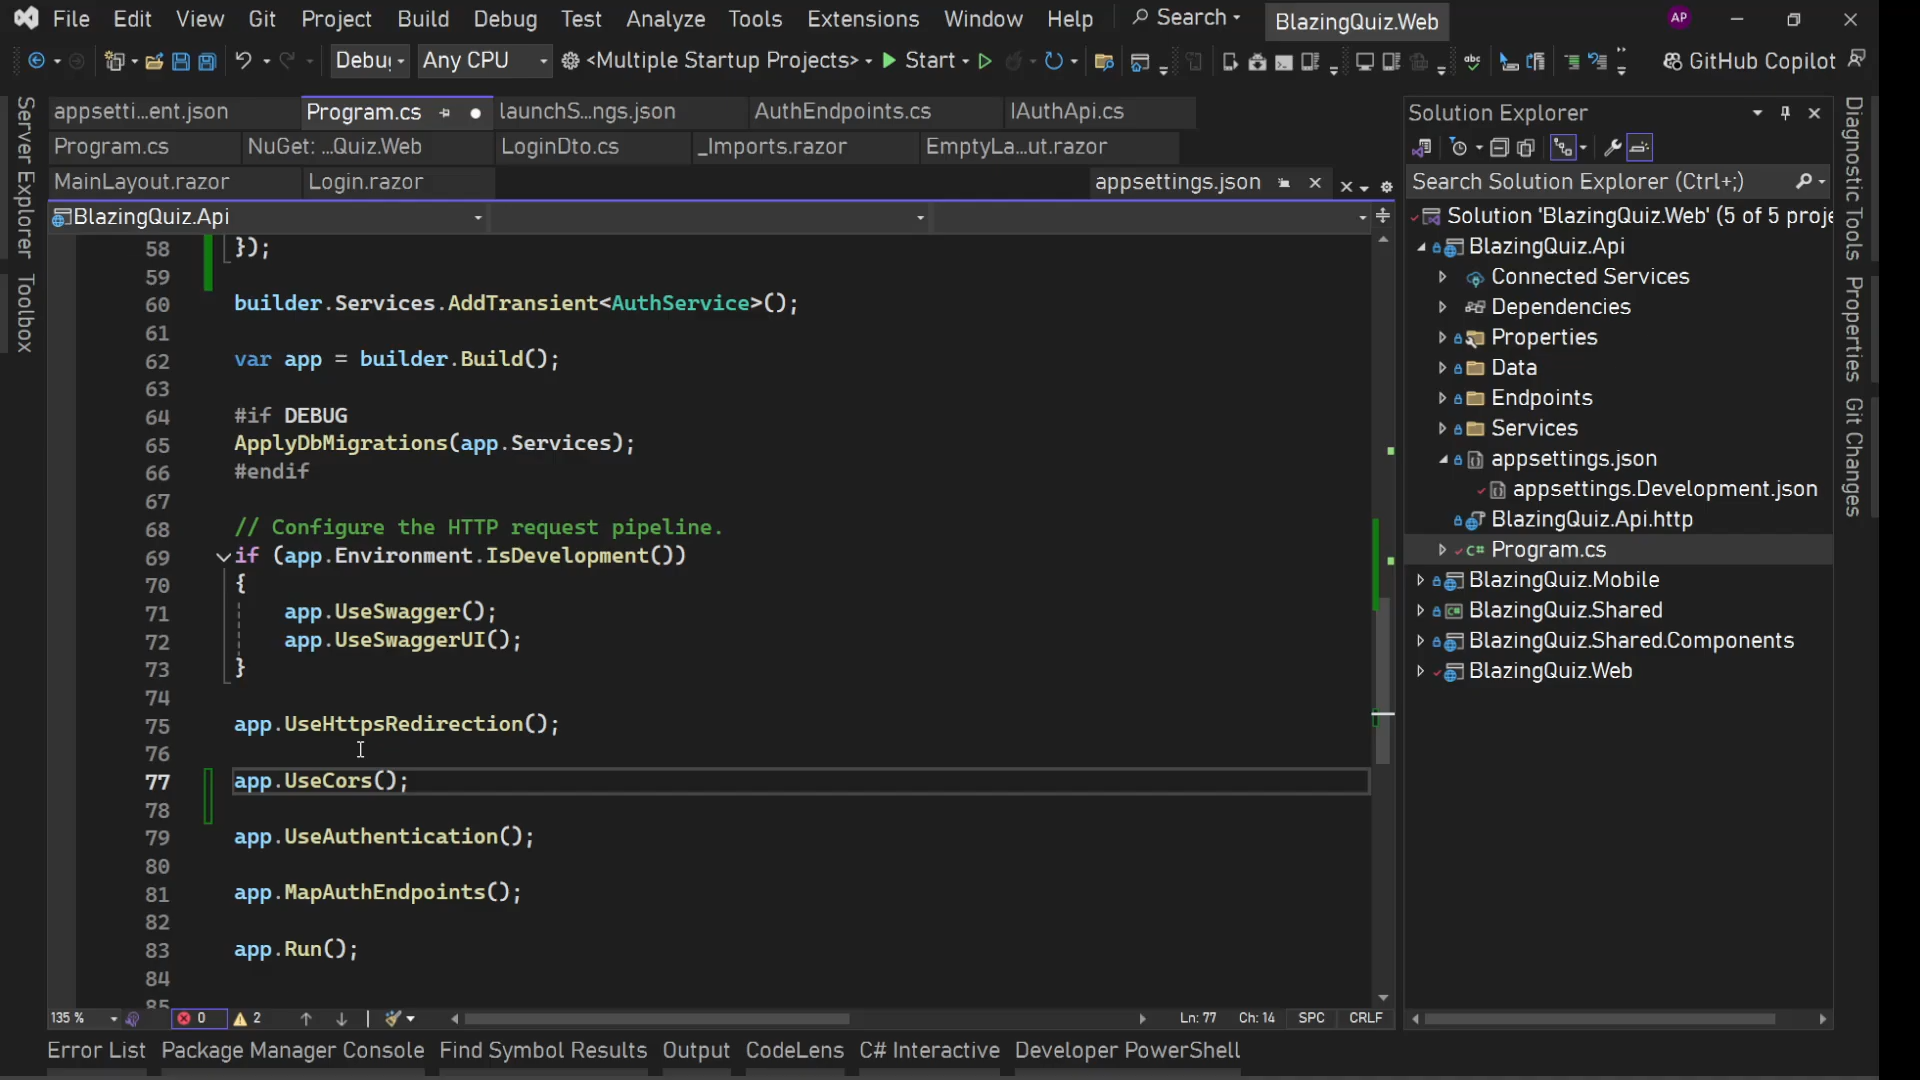 File Edit View Git Project Build Debug Test Analyze Tools Extensions Window Help Search BlazingQuiz.Web AP
Debug Any CPU <Multiple Startup Projects> Start GitHub Copilot
appsetti...ent.json Program.cs launchS...ngs.json AuthEndpoints.cs IAuthApi.cs
Program.cs NuGet: ...Quiz.Web LoginDto.cs _Imports.razor EmptyLa...ut.razor
MainLayout.razor Login.razor appsettings.json
BlazingQuiz.Api
58 });
59
60 builder.Services.AddTransient<AuthService>();
61
62 var app = builder.Build();
63
64 #if DEBUG
65 ApplyDbMigrations(app.Services);
66 #endif
67
68 // Configure the HTTP request pipeline.
69 if (app.Environment.IsDevelopment())
70 {
71 app.UseSwagger();
72 app.UseSwaggerUI();
73 }
74
75 app.UseHttpsRedirection();
76
77 app.UseCors();
78
79 app.UseAuthentication();
80
81 app.MapAuthEndpoints();
82
83 app.Run();
84
85
135 % 0 2 Ln: 77 Ch: 14 SPC CRLF
Error List Package Manager Console Find Symbol Results Output CodeLens C# Interactive Developer PowerShell
Server Explorer
Toolbox
Solution Explorer
Search Solution Explorer (Ctrl+;)
Solution 'BlazingQuiz.Web' (5 of 5 proje
BlazingQuiz.Api
Connected Services
Dependencies
Properties
Data
Endpoints
Services
appsettings.json
appsettings.Development.json
BlazingQuiz.Api.http
Program.cs
BlazingQuiz.Mobile
BlazingQuiz.Shared
BlazingQuiz.Shared.Components
BlazingQuiz.Web
Diagnostic Tools
Properties
Git Changes